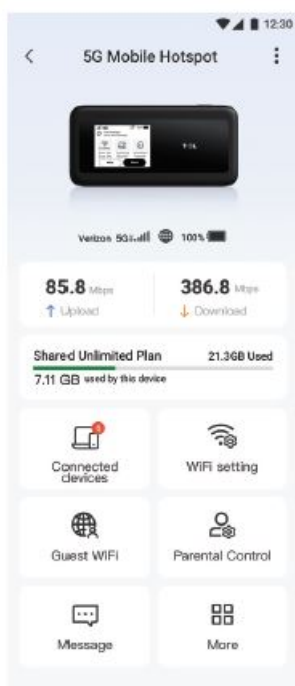 12:30
5G Mobile Hotspot
TCL
Verizon 5G 100%
85.8 Mbps 386.8 Mbps
Upload Download
Shared Unlimited Plan 21.3GB Used
7.11 GB used by this device
Connected WiFi setting
devices
Guest WiFi Parental Control
Message More